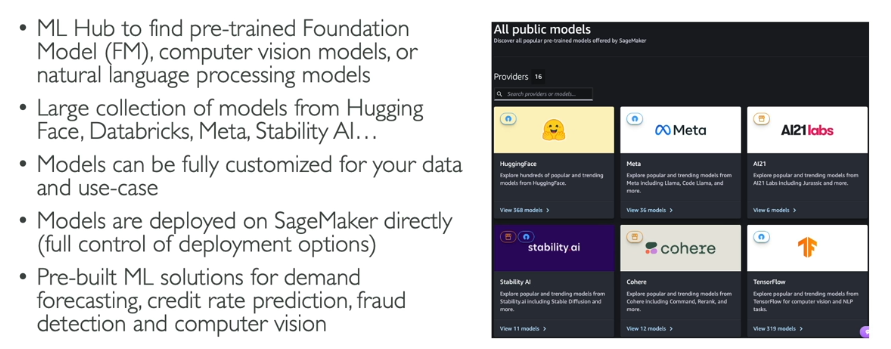 • ML Hub to find pre-trained Foundation
Model (FM), computer vision models, or
natural language processing models
• Large collection of models from Hugging
Face, Databricks, Meta, Stability AI…
• Models can be fully customized for your data
and use-case
• Models are deployed on SageMaker directly
(full control of deployment options)
• Pre-built ML solutions for demand
forecasting, credit rate prediction, fraud
detection and computer vision
All public models
Discover all popular pre-trained models offered by SageMaker
Providers 16
Search providers or models...
HuggingFace
Explore hundreds of popular and trending
models from HuggingFace.
View 368 models >
Meta
Meta
Explore popular and trending models from
Meta including Llama, Code Llama, and
more.
View 36 models >
AI21labs
AI21
Explore popular and trending models from
AI21 Labs including Jurassic and more.
View 6 models >
stability ai
Stability AI
Explore popular and trending models from
Stability.ai including Stable Diffusion and
more.
View 11 models >
cohere
Cohere
Explore popular and trending models from
Cohere including Command, Rerank, and
more.
View 12 models >
TensorFlow
Explore popular and trending models from
TensorFlow for computer vision and NLP
tasks.
View 319 models >